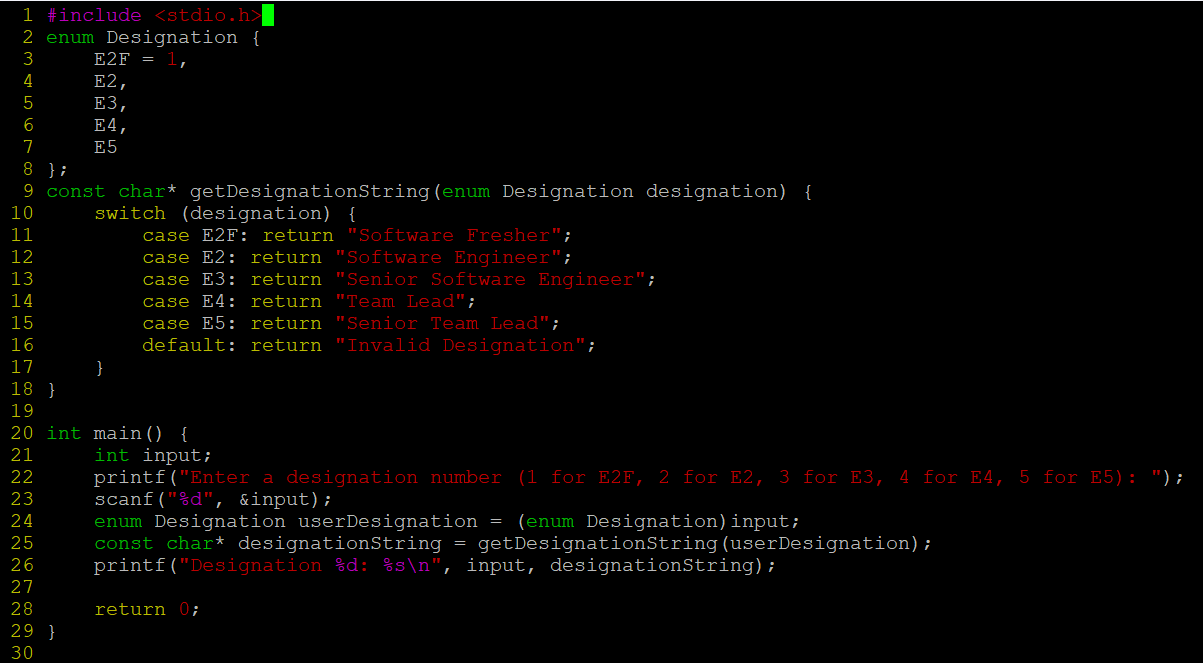 1 #include <stdio.h>
2 enum Designation {
3     E2F = 1,
4     E2,
5     E3,
6     E4,
7     E5
8 };
9 const char* getDesignationString(enum Designation designation) {
10     switch (designation) {
11         case E2F: return "Software Fresher";
12         case E2: return "Software Engineer";
13         case E3: return "Senior Software Engineer";
14         case E4: return "Team Lead";
15         case E5: return "Senior Team Lead";
16         default: return "Invalid Designation";
17     }
18 }
19
20 int main() {
21     int input;
22     printf("Enter a designation number (1 for E2F, 2 for E2, 3 for E3, 4 for E4, 5 for E5): ");
23     scanf("%d", &input);
24     enum Designation userDesignation = (enum Designation)input;
25     const char* designationString = getDesignationString(userDesignation);
26     printf("Designation %d: %s\n", input, designationString);
27
28     return 0;
29 }
30